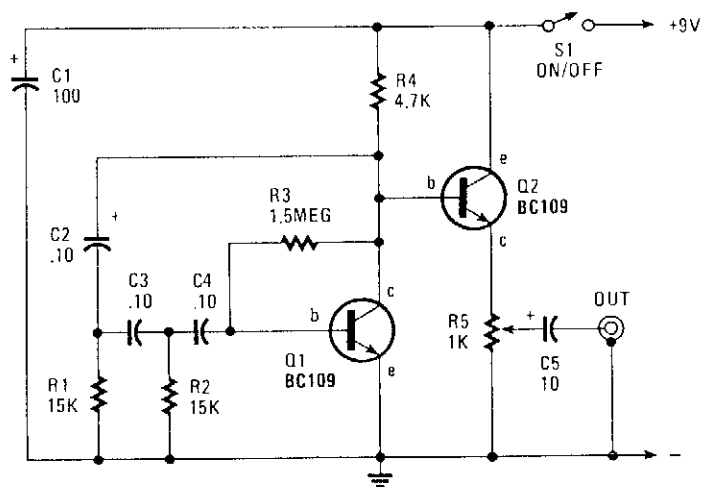 +9V
S1
ON/OFF
+
C1
100
R4
4.7K
e
b
Q2
BC109
c
+
R3
1.5MEG
C2
.10
C3
.10
C4
.10
c
b
Q1
BC109
e
R5
1K
+
C5
10
OUT
R1
15K
R2
15K
–